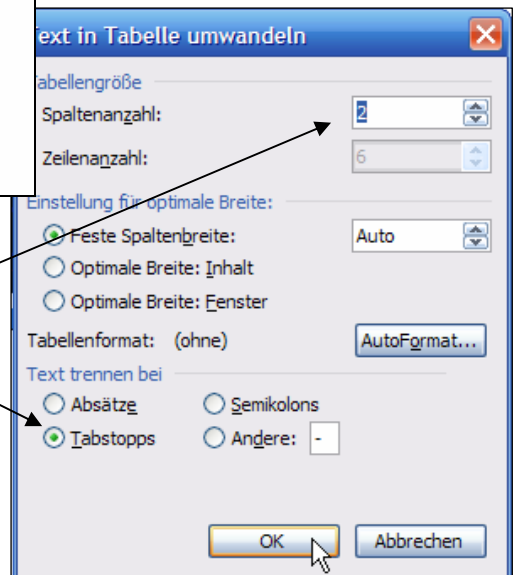 Text in Tabelle umwandeln
Tabellengröße
Spaltenanzahl: 2
Zeilenanzahl: 6
Einstellung für optimale Breite:
Feste Spaltenbreite: Auto
Optimale Breite: Inhalt
Optimale Breite: Fenster
Tabellenformat: (ohne) AutoFormat...
Text trennen bei
Absätze Semikolons
Tabstopps Andere: -
OK Abbrechen